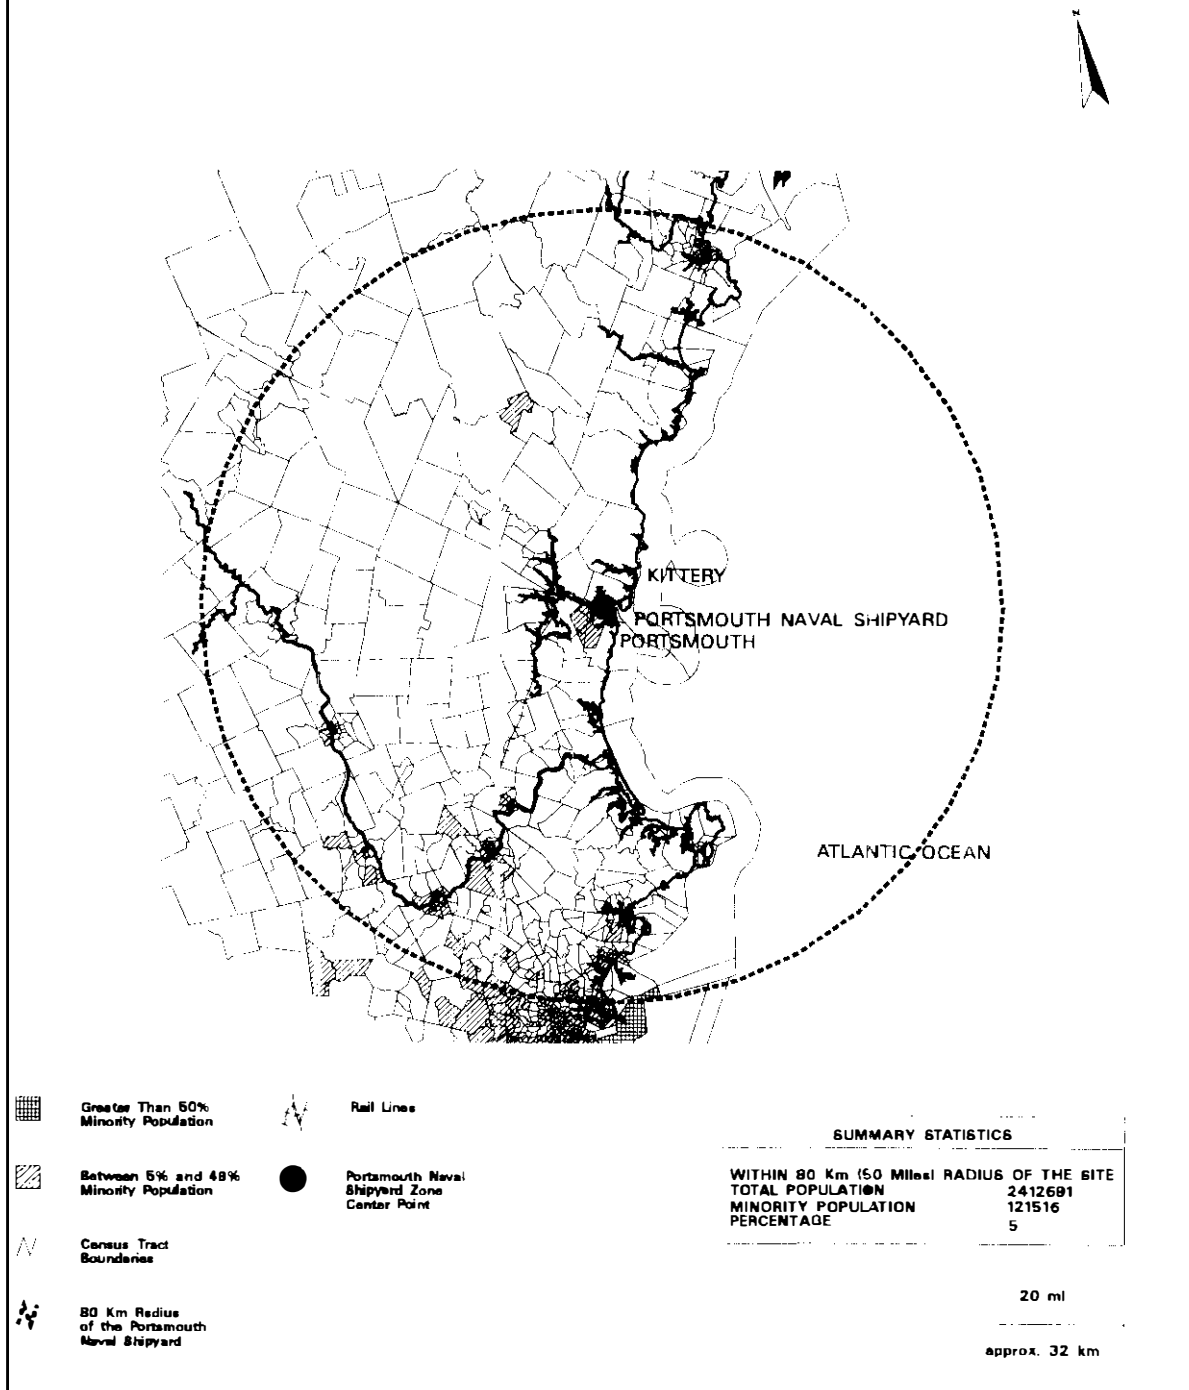 N
KITTERY
PORTSMOUTH NAVAL SHIPYARD
PORTSMOUTH
ATLANTIC OCEAN
Greater Than 50%
Minority Population
Rail Lines
Between 5% and 49%
Minority Population
Portsmouth Naval
Shipyard Zone
Center Point
Census Tract
Boundaries
80 Km Radius
of the Portsmouth
Naval Shipyard
SUMMARY STATISTICS
WITHIN 80 Km (50 Miles) RADIUS OF THE SITE
TOTAL POPULATION 2412691
MINORITY POPULATION 121516
PERCENTAGE 5
20 mi
approx. 32 km